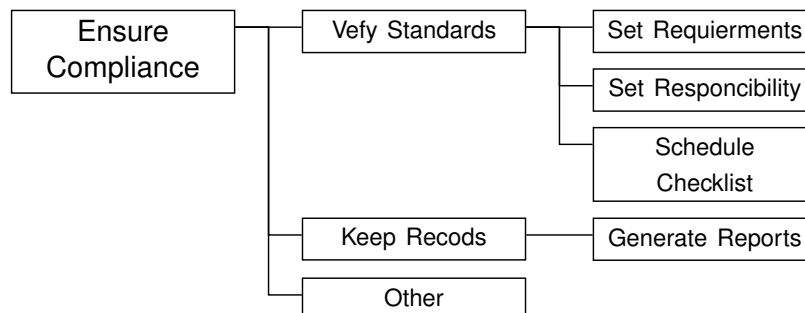 Ensure
Compliance
Vefy Standards
Set Requierments
Set Responcibility
Schedule
Checklist
Keep Recods
Generate Reports
Other